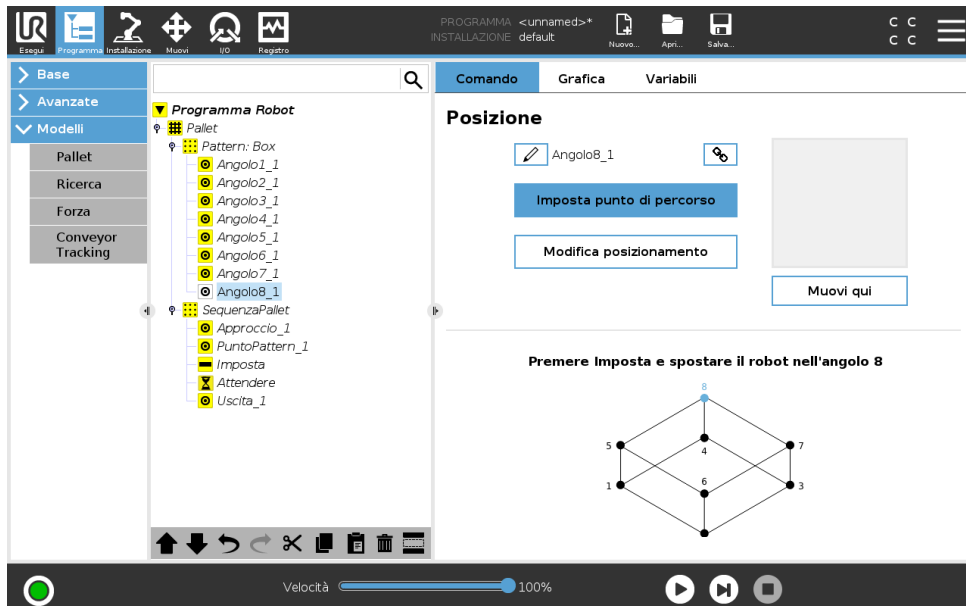 UR
PROGRAMMA <unnamed>*
INSTALLAZIONE default
Esegui
Programma
Installazione
Muovi
I/O
Registro
Nuovo...
Apri...
Salva...
C C
C C
Base
Avanzate
Modelli
Pallet
Ricerca
Forza
Conveyor
Tracking
Programma Robot
Pallet
Pattern: Box
Angolo1_1
Angolo2_1
Angolo3_1
Angolo4_1
Angolo5_1
Angolo6_1
Angolo7_1
Angolo8_1
SequenzaPallet
Approccio_1
PuntoPattern_1
Imposta
Attendere
Uscita_1
Comando
Grafica
Variabili
Posizione
Angolo8_1
Imposta punto di percorso
Modifica posizionamento
Muovi qui
Premere Imposta e spostare il robot nell'angolo 8
8
5
7
4
6
1
3
Velocità
100%